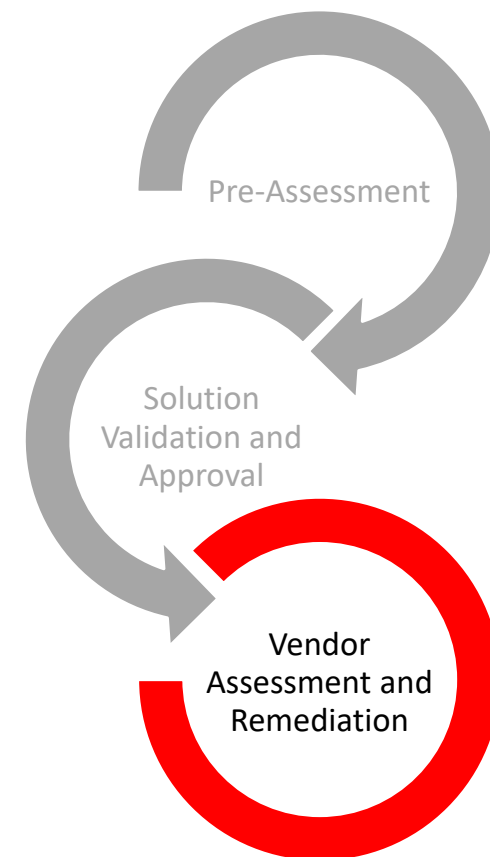 Pre-Assessment
Solution
Validation and
Approval
Vendor
Assessment and
Remediation